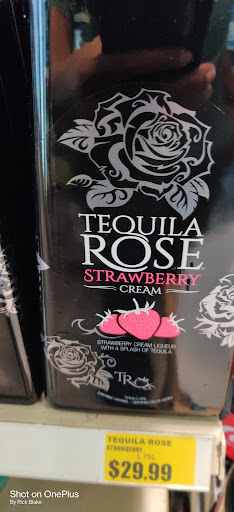 TEQUILA
ROSE
STRAWBERRY
CREAM
STRAWBERRY CREAM LIQUEUR
WITH A SPLASH OF TEQUILA
TR
TEQUILA ROSE
STRAWBERRY
1.75L
$29.99
Shot on OnePlus
By Rick Blake